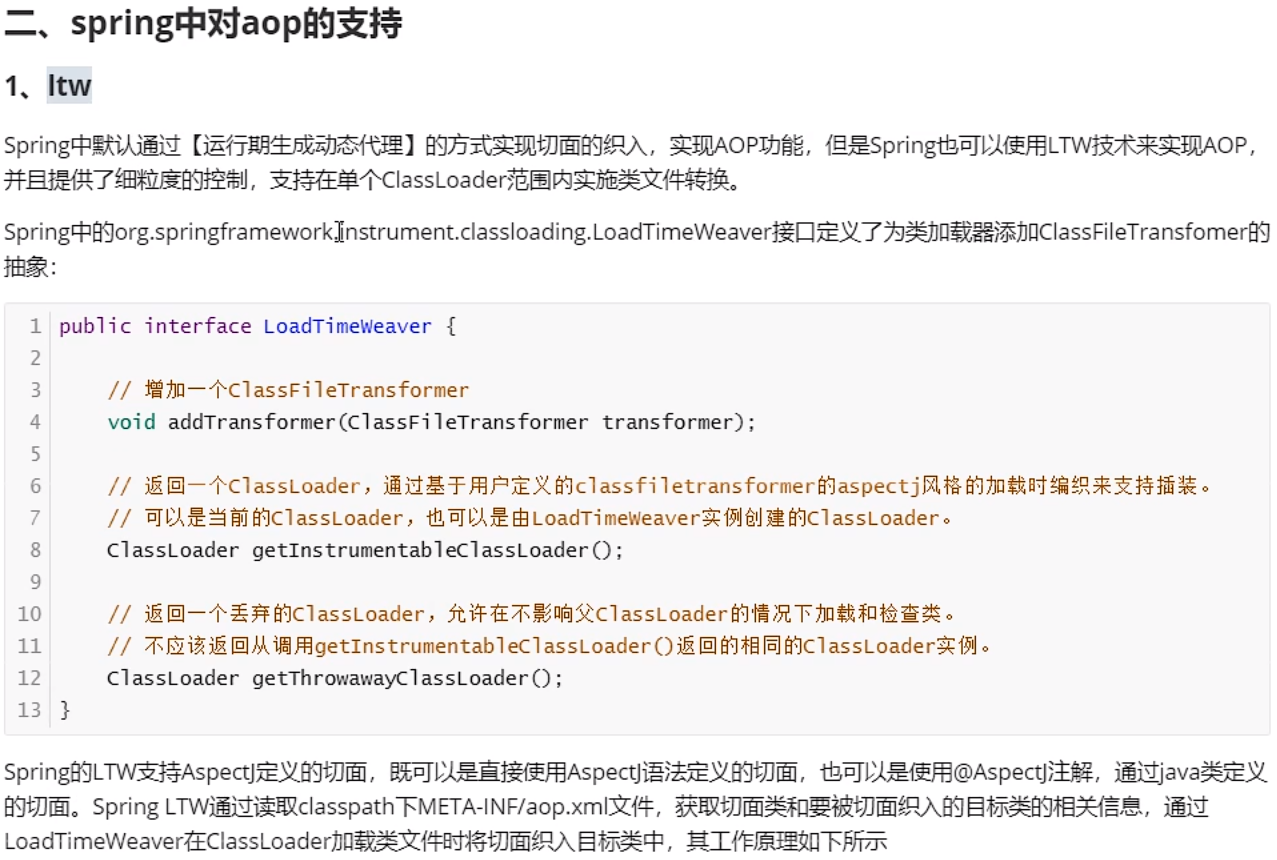 二、spring中对aop的支持
1、ltw
Spring中默认通过【运行期生成动态代理】的方式实现切面的织入，实现AOP功能，但是Spring也可以使用LTW技术来实现AOP，
并且提供了细粒度的控制，支持在单个ClassLoader范围内实施类文件转换。
Spring中的org.springframework.instrument.classloading.LoadTimeWeaver接口定义了为类加载器添加ClassFileTransfomer的
抽象：
1 public interface LoadTimeWeaver {
2
3 // 增加一个ClassFileTransformer
4 void addTransformer(ClassFileTransformer transformer);
5
6 // 返回一个ClassLoader，通过基于用户定义的classfiletransformer的aspectj风格的加载时编织来支持插装。
7 // 可以是当前的ClassLoader，也可以是由LoadTimeWeaver实例创建的ClassLoader。
8 ClassLoader getInstrumentableClassLoader();
9
10 // 返回一个丢弃的ClassLoader，允许在不影响父ClassLoader的情况下加载和检查类。
11 // 不应该返回从调用getInstrumentableClassLoader()返回的相同的ClassLoader实例。
12 ClassLoader getThrowawayClassLoader();
13 }
Spring的LTW支持AspectJ定义的切面，既可以是直接使用AspectJ语法定义的切面，也可以是使用@AspectJ注解，通过java类定义
的切面。Spring LTW通过读取classpath下META-INF/aop.xml文件，获取切面类和要被切面织入的目标类的相关信息，通过
LoadTimeWeaver在ClassLoader加载类文件时将切面织入目标类中，其工作原理如下所示